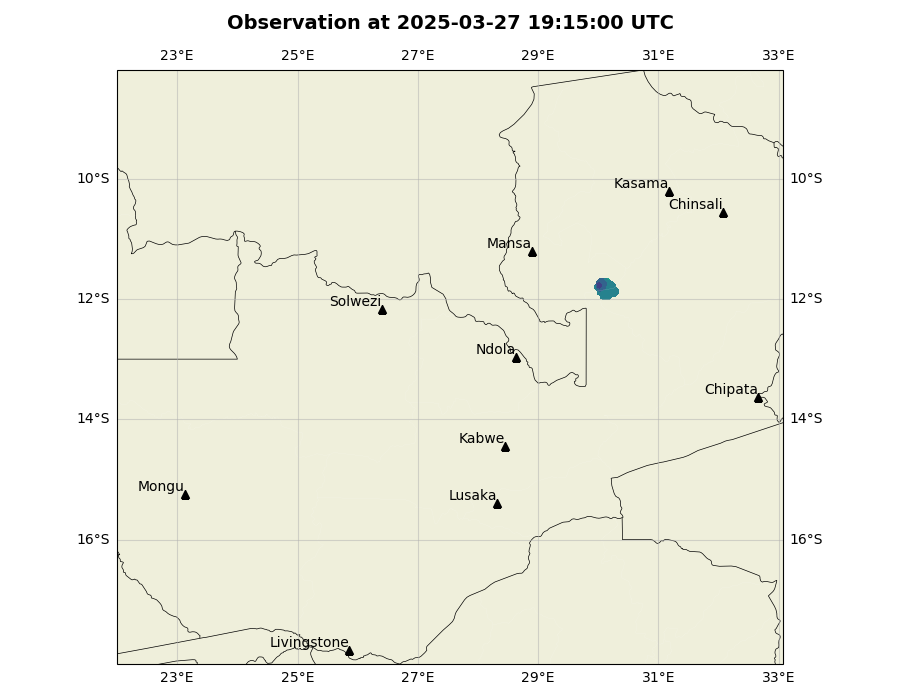 Observation at 2025-03-27 19:15:00 UTC
23°E 25°E 27°E 29°E 31°E 33°E
10°S 10°S
Kasama
Chinsali
Mansa
12°S 12°S
Solwezi
Ndola
Chipata
14°S 14°S
Kabwe
Mongu
Lusaka
16°S 16°S
Livingstone
23°E 25°E 27°E 29°E 31°E 33°E